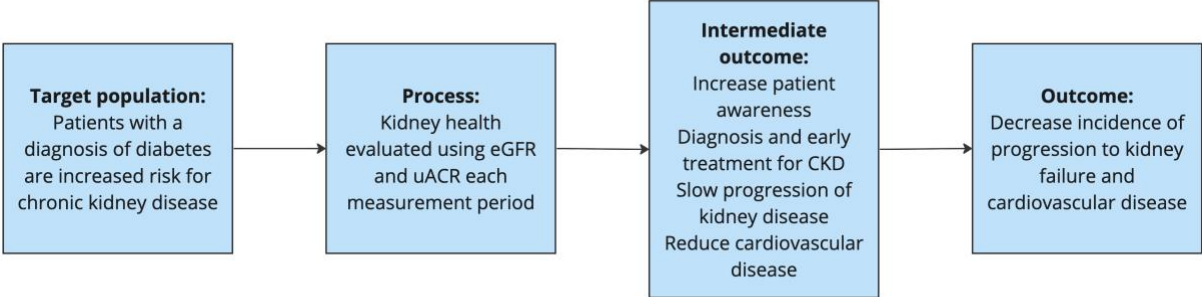 Target population:
Patients with a
diagnosis of diabetes
are increased risk for
chronic kidney disease
Process:
Kidney health
evaluated using eGFR
and uACR each
measurement period
Intermediate
outcome:
Increase patient
awareness
Diagnosis and early
treatment for CKD
Slow progression of
kidney disease
Reduce cardiovascular
disease
Outcome:
Decrease incidence of
progression to kidney
failure and
cardiovascular disease